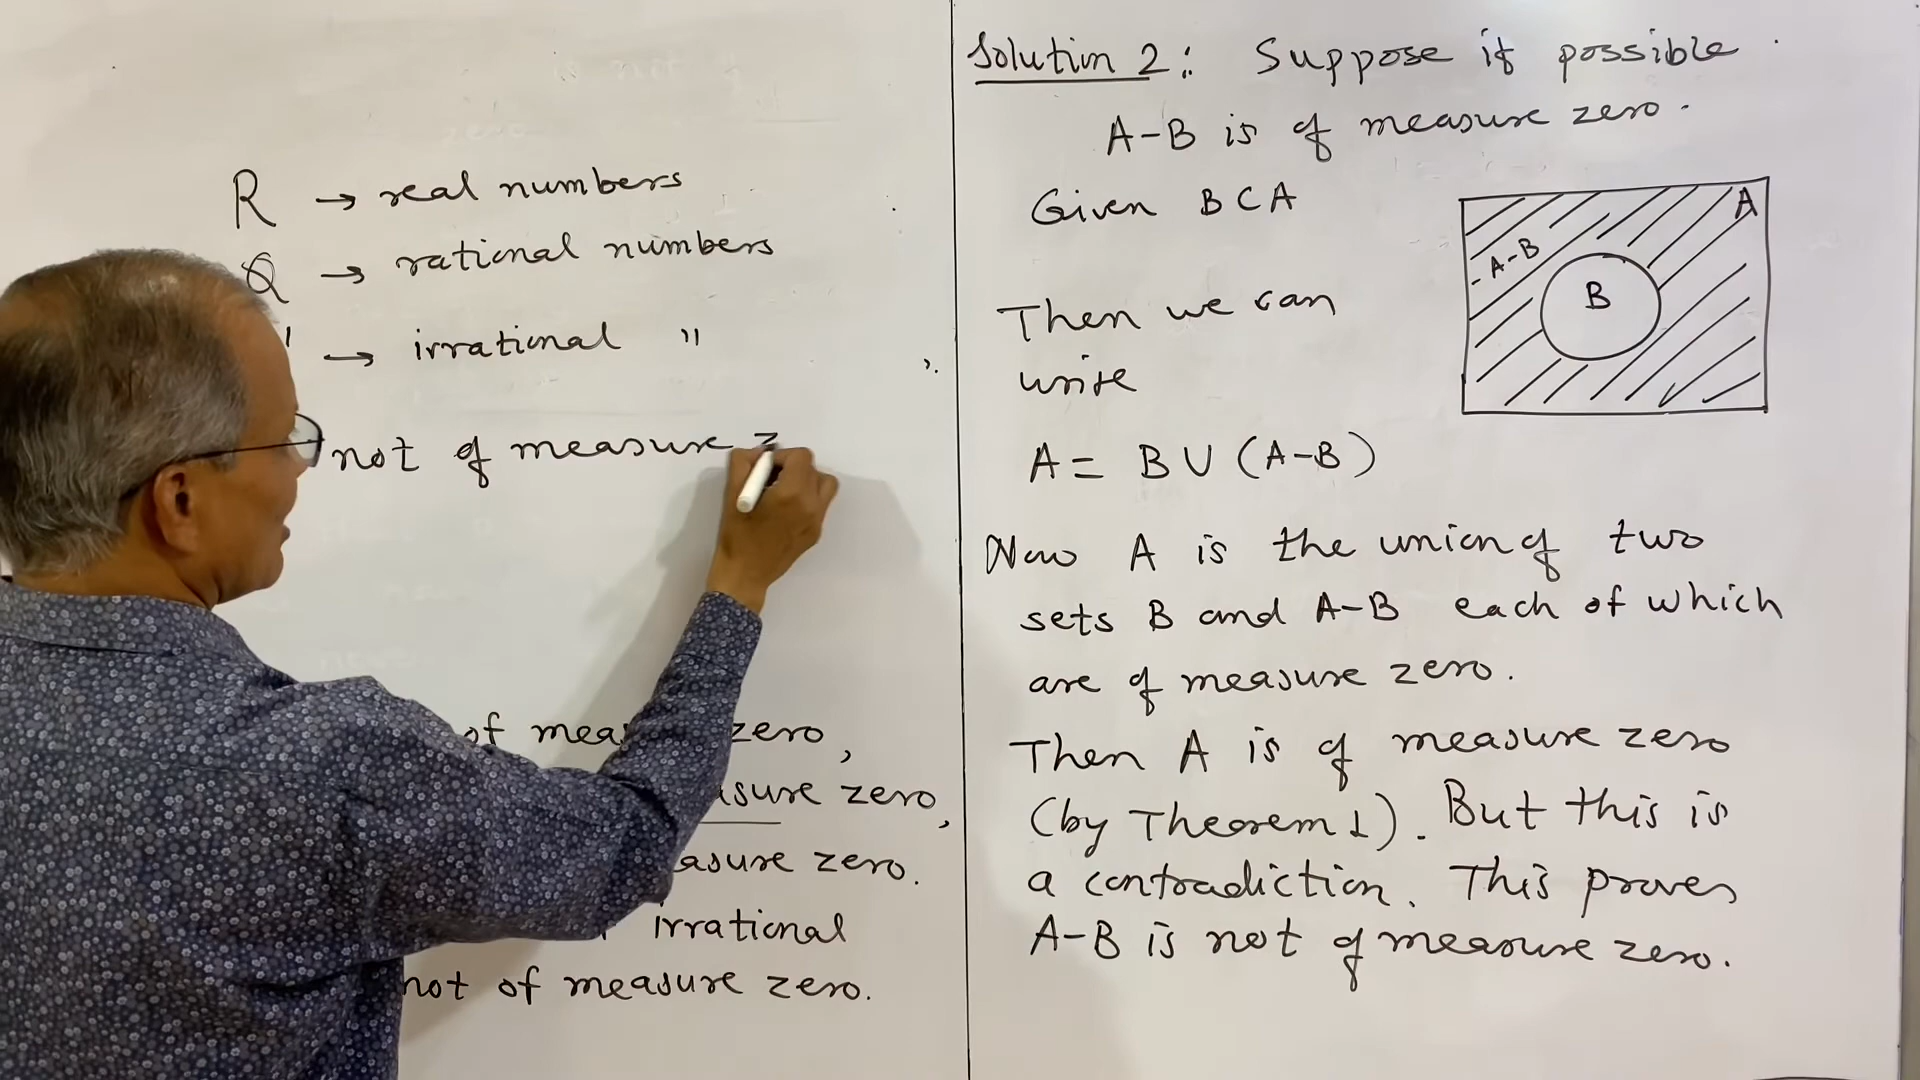 R → real numbers
Q → rational numbers
' → irrational "
not of measure z
of mea zero,
sure zero,
asure zero.
irrational
not of measure zero.
Solution 2: Suppose if possible
A-B is of measure zero.
Given B ⊂ A
A
A-B
B
Then we can
write
A = B ∪ (A-B)
Now A is the union of two
sets B and A-B each of which
are of measure zero.
Then A is of measure zero
(by Theorem 1). But this is
a contradiction. This proves
A-B is not of measure zero.